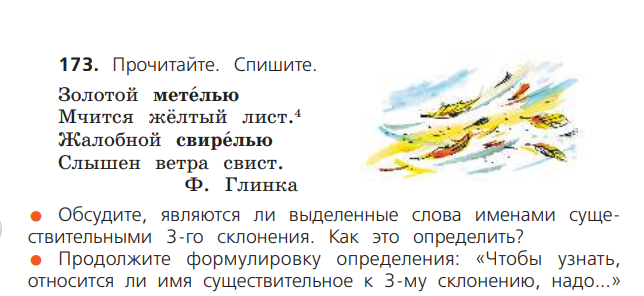 173. Прочитайте. Спишите.
Золотой мете́лью
Мчится жёлтый лист.⁴
Жалобной свире́лью
Слышен ветра свист.
Ф. Глинка
● Обсудите, являются ли выделенные слова именами суще-
ствительными 3-го склонения. Как это определить?
● Продолжите формулировку определения: «Чтобы узнать,
относится ли имя существительное к 3-му склонению, надо...»